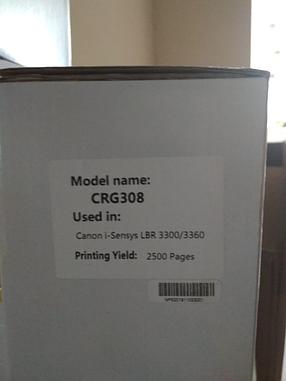 Model name:
CRG308
Used in:
Canon i-Sensys LBR 3300/3360
Printing Yield: 2500 Pages